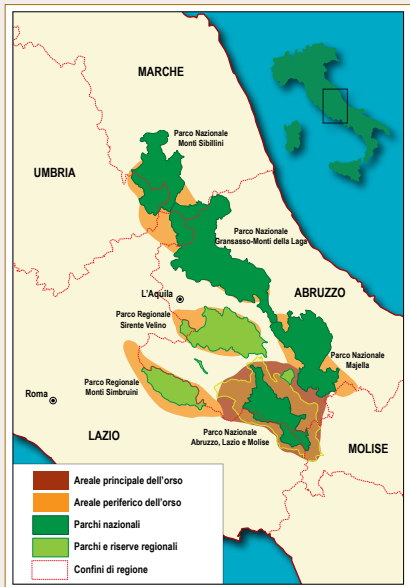 MARCHE
Parco Nazionale
Monti Sibillini
UMBRIA
Parco Nazionale
Gransasso-Monti della Laga
L'Aquila
ABRUZZO
Parco Regionale
Sirente Velino
Parco Nazionale
Majella
Parco Regionale
Monti Simbruini
Roma
Parco Nazionale
Abruzzo, Lazio e Molise
LAZIO
MOLISE
Areale principale dell'orso
Areale periferico dell'orso
Parchi nazionali
Parchi e riserve regionali
Confini di regione